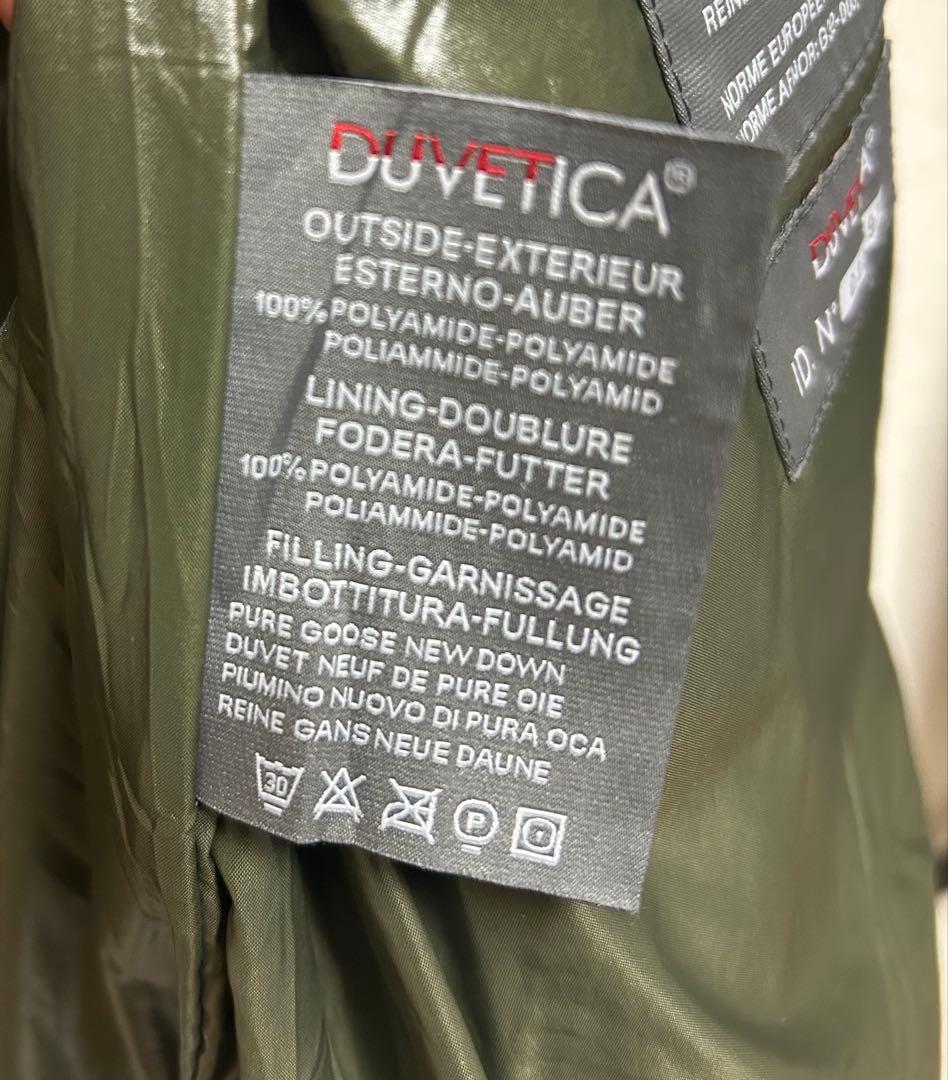 DUVETICA®
OUTSIDE-EXTERIEUR
ESTERNO-AUBER
100% POLYAMIDE-POLYAMIDE
POLIAMMIDE-POLYAMID
LINING-DOUBLURE
FODERA-FUTTER
100% POLYAMIDE-POLYAMIDE
POLIAMMIDE-POLYAMID
FILLING-GARNISSAGE
IMBOTTITURA-FULLUNG
PURE GOOSE NEW DOWN
DUVET NEUF DE PURE OIE
PIUMINO NUOVO DI PURA OCA
REINE GANS NEUE DAUNE
30
P
NORME
NORME AFNOR:
ID. N°